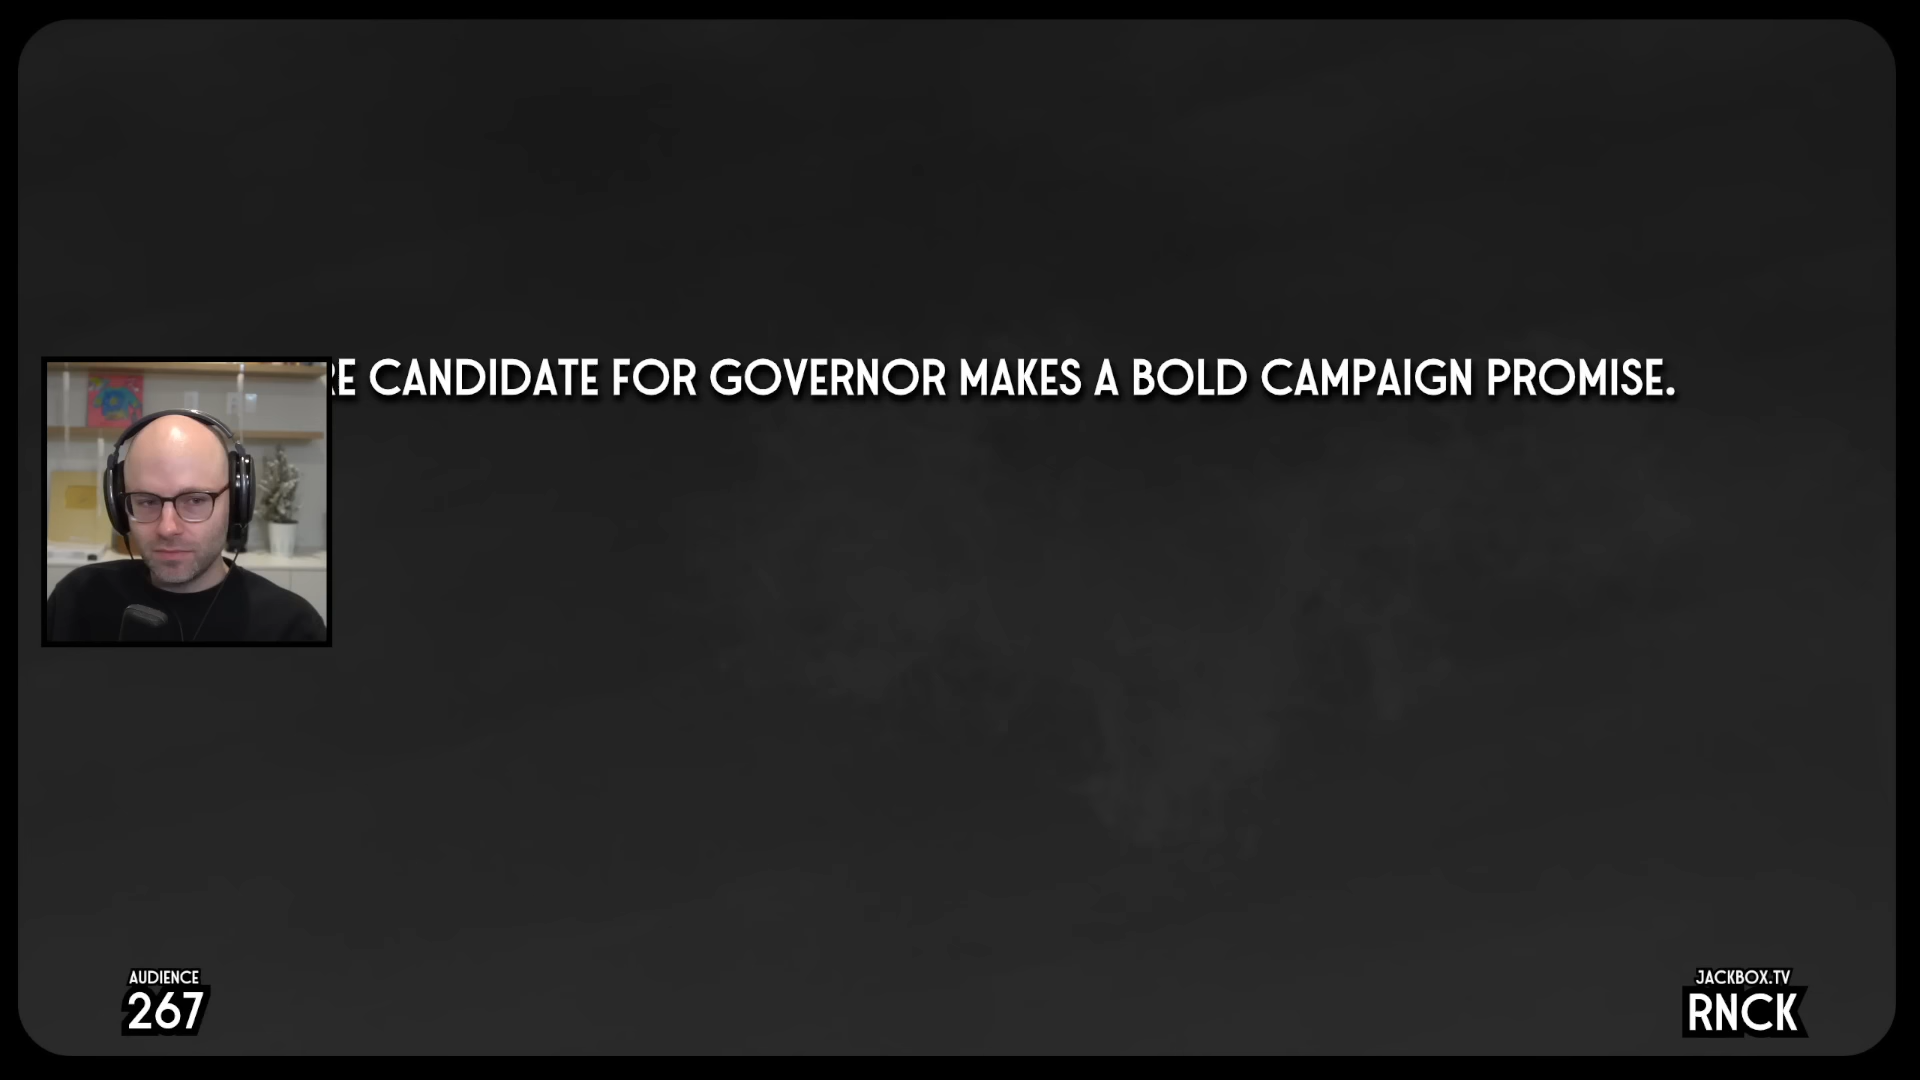 CANDIDATE FOR GOVERNOR MAKES A BOLD CAMPAIGN PROMISE.
AUDIENCE
267
JACKBOX.TV
RNCK